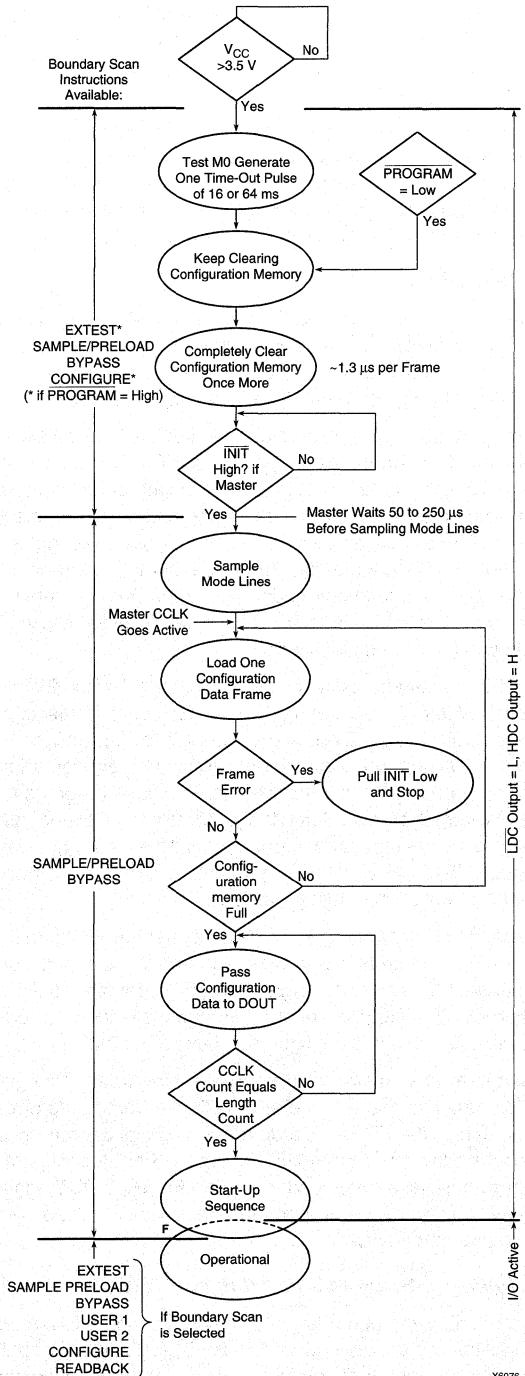 Boundary Scan
Instructions
Available:
VCC
>3.5 V
No
Yes
Test M0 Generate
One Time-Out Pulse
of 16 or 64 ms
PROGRAM
= Low
Yes
Keep Clearing
Configuration Memory
EXTEST*
SAMPLE/PRELOAD
BYPASS
CONFIGURE*
(* if PROGRAM = High)
Completely Clear
Configuration Memory
Once More
~1.3 µs per Frame
INIT
High? if
Master
No
Yes
Master Waits 50 to 250 µs
Before Sampling Mode Lines
Sample
Mode Lines
Master CCLK
Goes Active
Load One
Configuration
Data Frame
LDC Output = L, HDC Output = H
Frame
Error
Yes
No
Pull INIT Low
and Stop
SAMPLE/PRELOAD
BYPASS
Config-
uration
memory
Full
No
Yes
Pass
Configuration
Data to DOUT
CCLK
Count Equals
Length
Count
No
Yes
Start-Up
Sequence
F
Operational
I/O Active
EXTEST
SAMPLE PRELOAD
BYPASS
USER 1
USER 2
CONFIGURE
READBACK
If Boundary Scan
is Selected
X6076